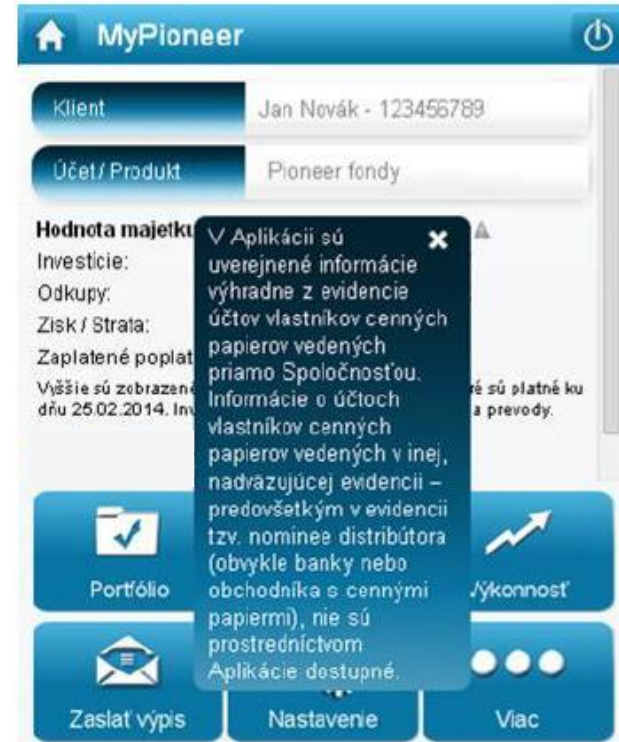 MyPioneer
Klient
Jan Novák - 123456789
Účet/ Produkt
Pioneer fondy
Hodnota majetku
Investície:
Odkupy:
Zisk / Strata:
Zaplatené poplat
Vyššie sú zobrazené
ré sú platné ku
dňu 25.02.2014. Inv
a prevody.
V Aplikácii sú
uverejnené informácie
výhradne z evidencie
účtov vlastníkov cenných
papierov vedených
priamo Spoločnosťou.
Informácie o účtoch
vlastníkov cenných
papierov vedených v inej,
nadväzujúcej evidencii –
predovšetkým v evidencii
tzv. nominee distribútora
(obvykle banky nebo
obchodníka s cennými
papiermi), nie sú
prostredníctvom
Aplikácie dostupné.
Portfólio
Výkonnosť
Zaslať výpis
Nastavenie
Viac